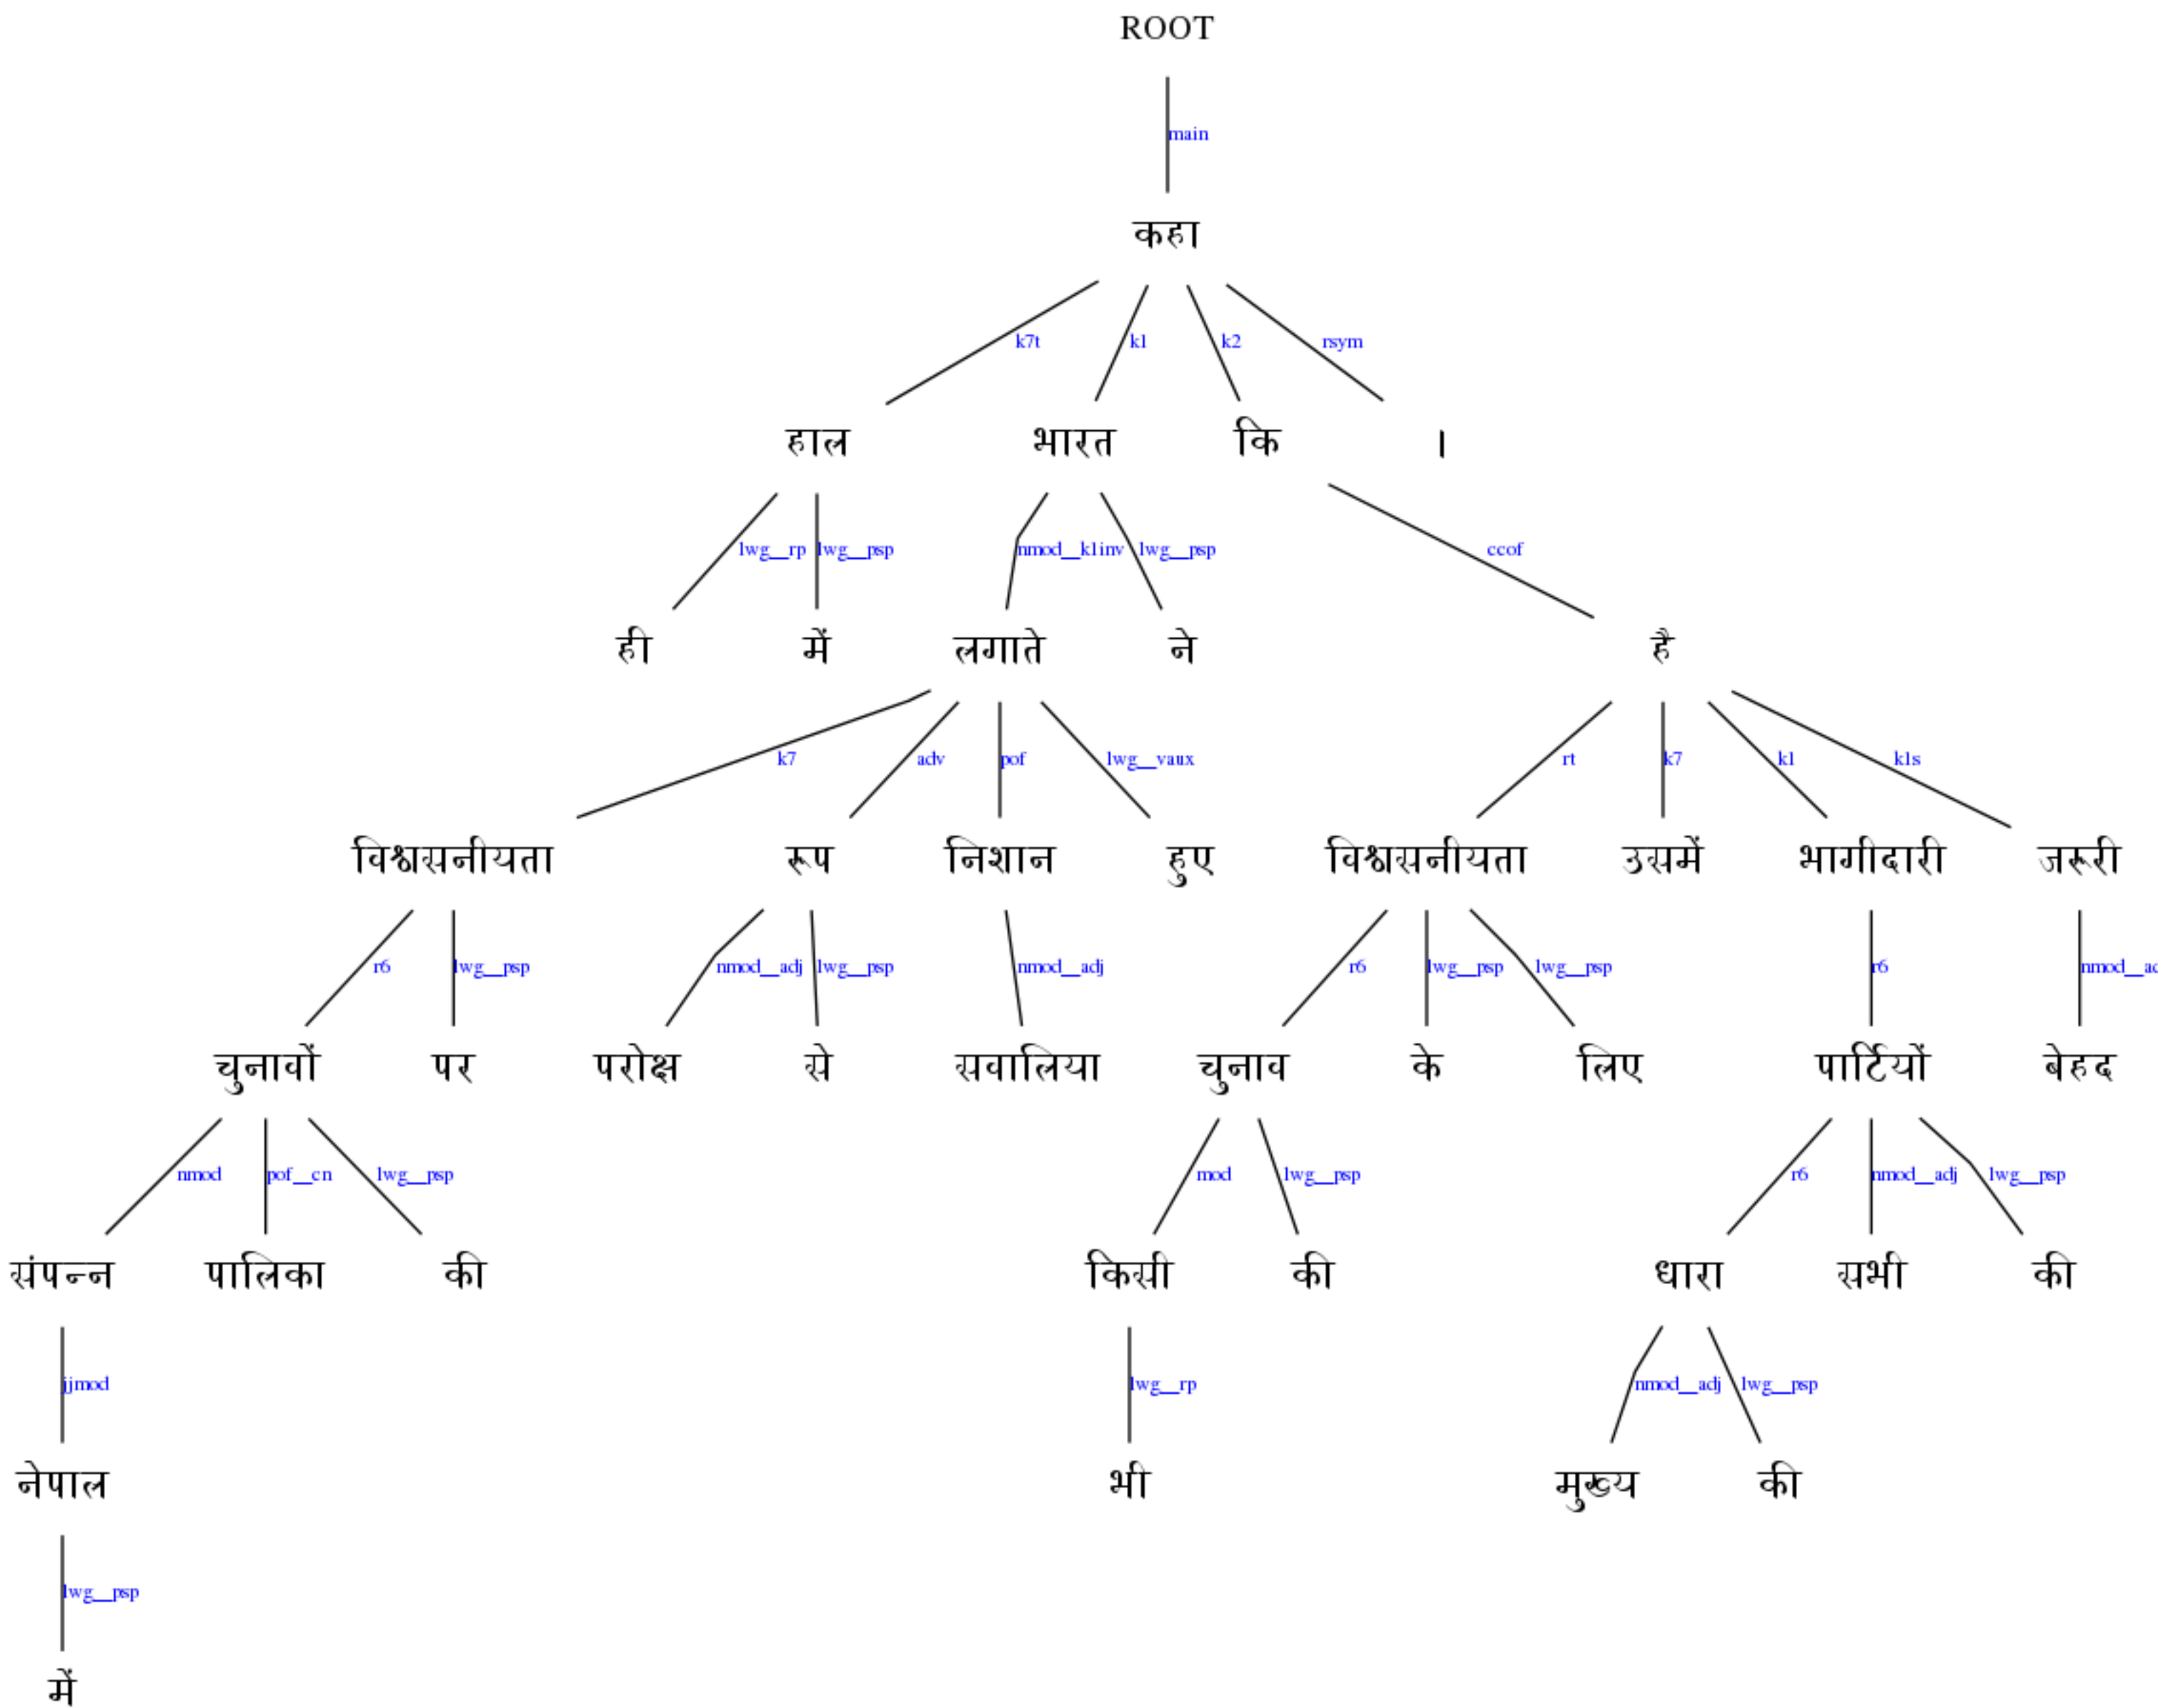 ROOT
main
कहा
k7t k1 k2 rsym
हाल भारत कि ।
lwg__rp lwg__psp nmod__k1inv lwg__psp ccof
ही में लगाते ने है
k7 adv pof lwg__vaux rt k7 k1 k1s
विश्वसनीयता रूप निशान हुए विश्वसनीयता उसमें भागीदारी जरूरी
r6 lwg__psp nmod__adj lwg__psp nmod__adj r6 lwg__psp lwg__psp r6 nmod__ad
चुनावों पर परोक्ष से सवालिया चुनाव के लिए पार्टियों बेहद
nmod pof__cn lwg__psp mod lwg__psp r6 nmod__adj lwg__psp
संपन्न पालिका की किसी की धारा सभी की
jjmod lwg__rp nmod__adj lwg__psp
नेपाल भी मुख्य की
lwg__psp
में